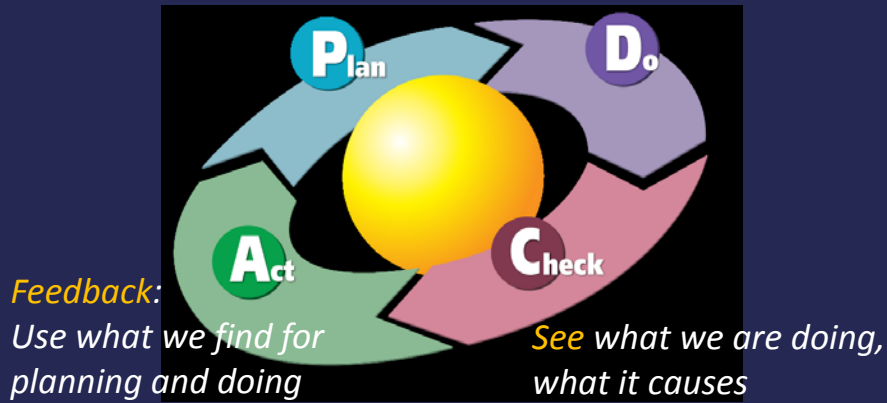 Plan
Do
Act
Check
Feedback:
Use what we find for
planning and doing
See what we are doing,
what it causes